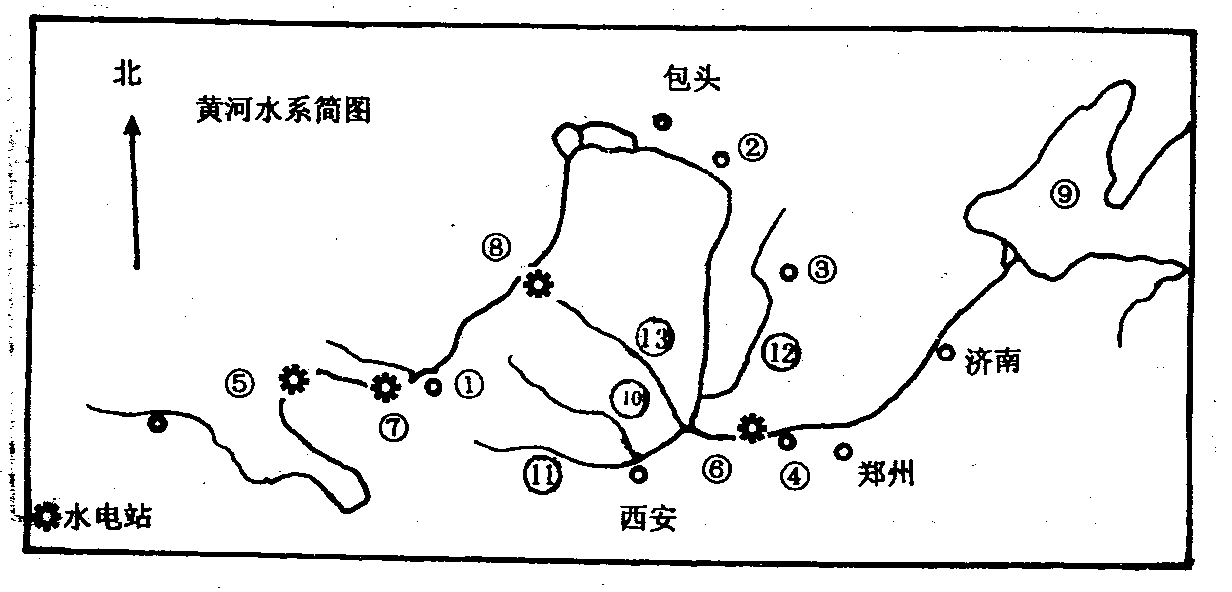 北
黄河水系简图
包头
②
⑨
⑧
③
⑬
⑫
济南
⑤
①
⑩
⑦
⑪
⑥
④
郑州
西安
水电站